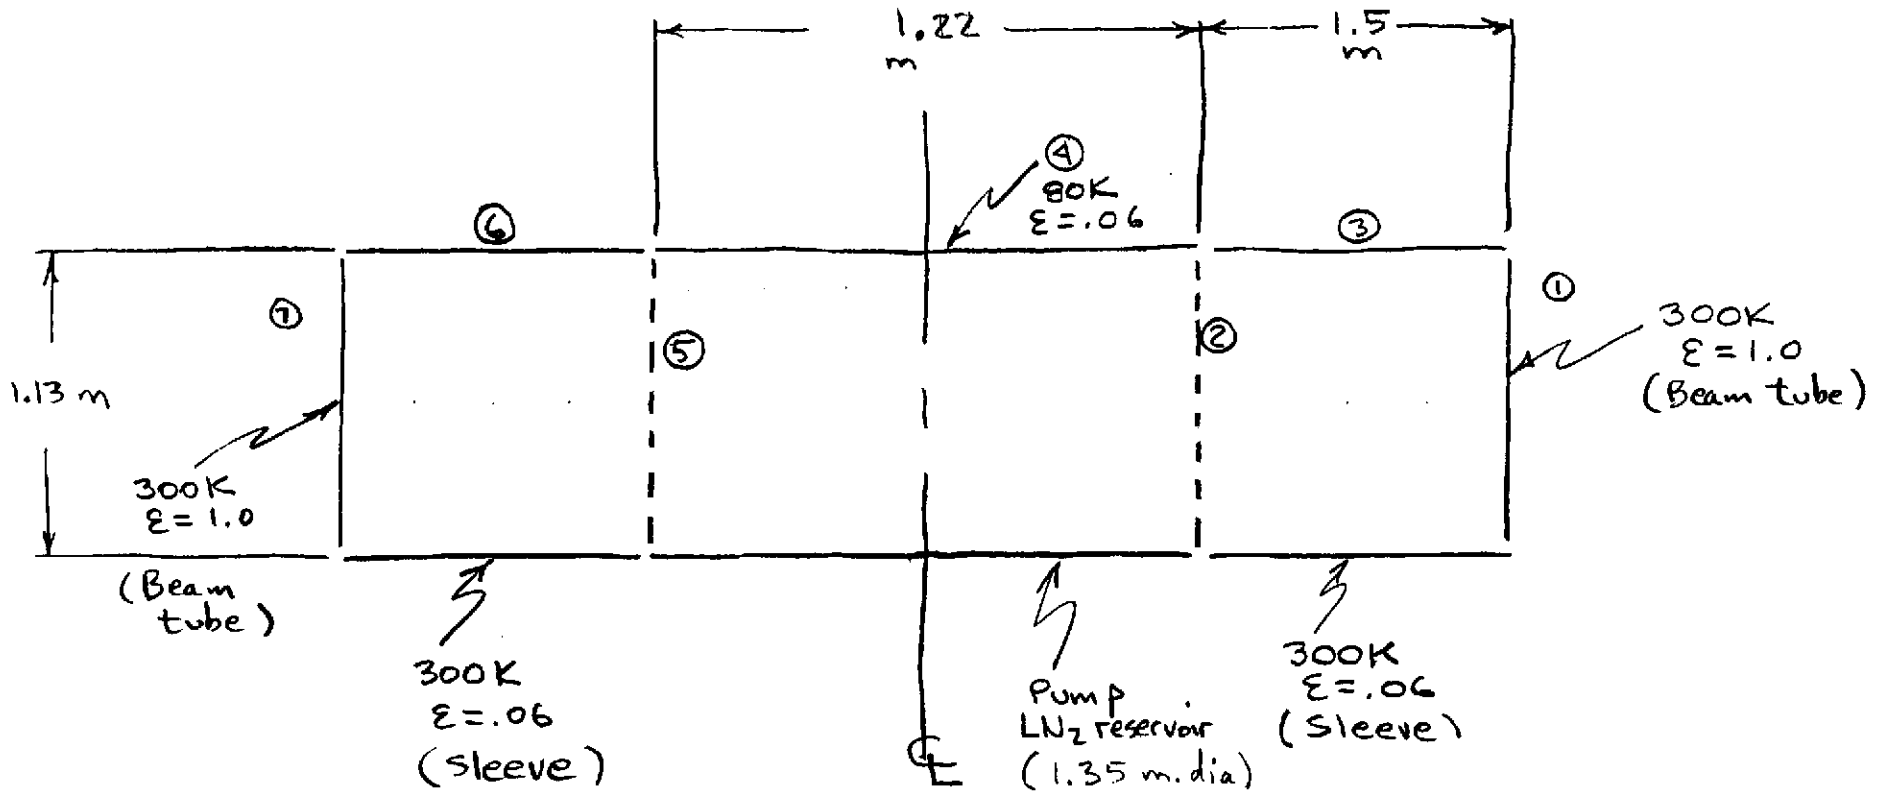 1.22
m
1.5
m
④
80K
ε=.06
⑥
③
①
300K
ε=1.0
(Beam tube)
⑦
⑤
②
1.13 m
300K
ε=1.0
(Beam
tube)
300K
ε=.06
(Sleeve)
Pump
LN₂ reservoir
(1.35 m. dia)
300K
ε=.06
(Sleeve)
℄